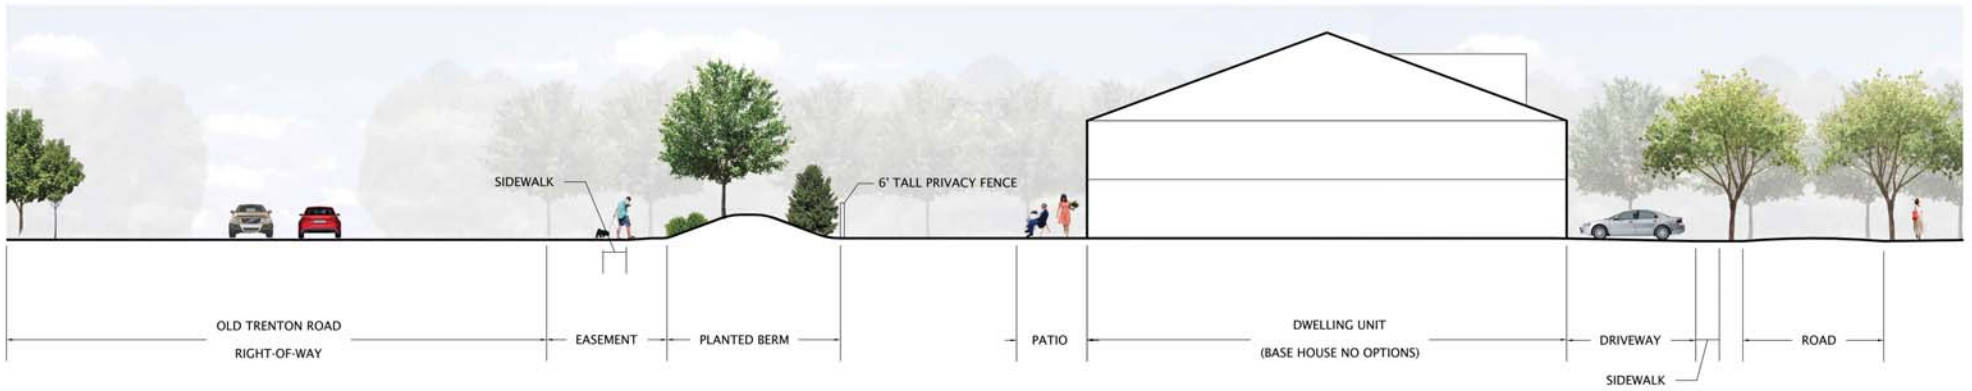 SIDEWALK
6' TALL PRIVACY FENCE
OLD TRENTON ROAD
RIGHT-OF-WAY
EASEMENT
PLANTED BERM
PATIO
DWELLING UNIT
(BASE HOUSE NO OPTIONS)
DRIVEWAY
SIDEWALK
ROAD